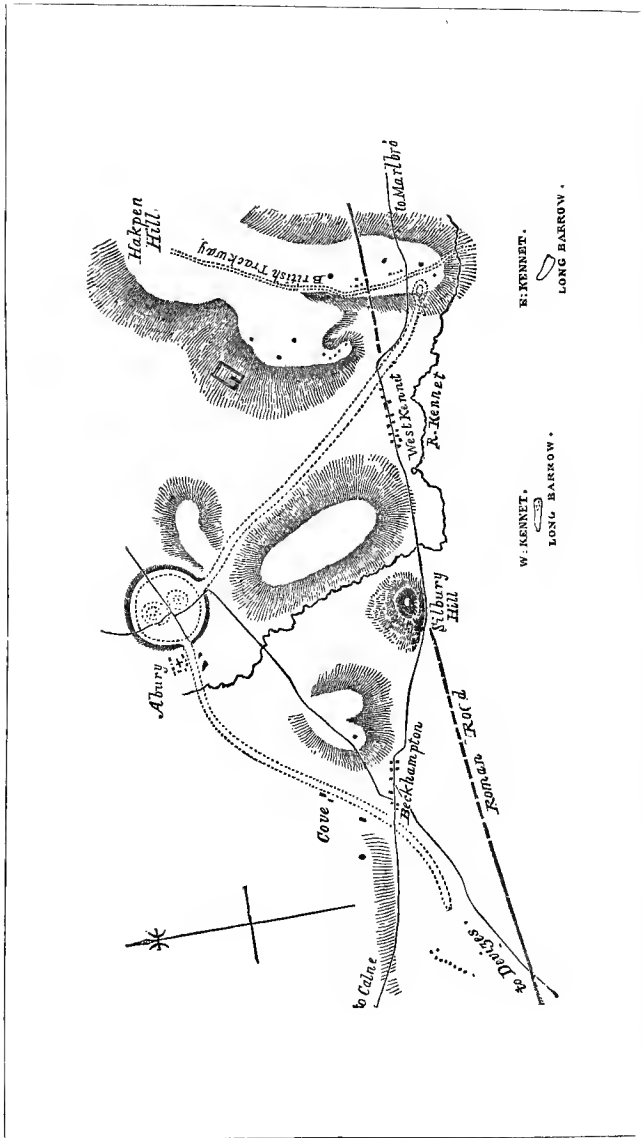 Hakpen
Hill
British Trackway
to Marlbro'
Abury
West Kennet
R. Kennet
E: KENNET.
LONG BARROW.
W: KENNET.
LONG BARROW.
Silbury
Hill
Cove
Beckhampton
Roman Road
to Calne
to Devizes.